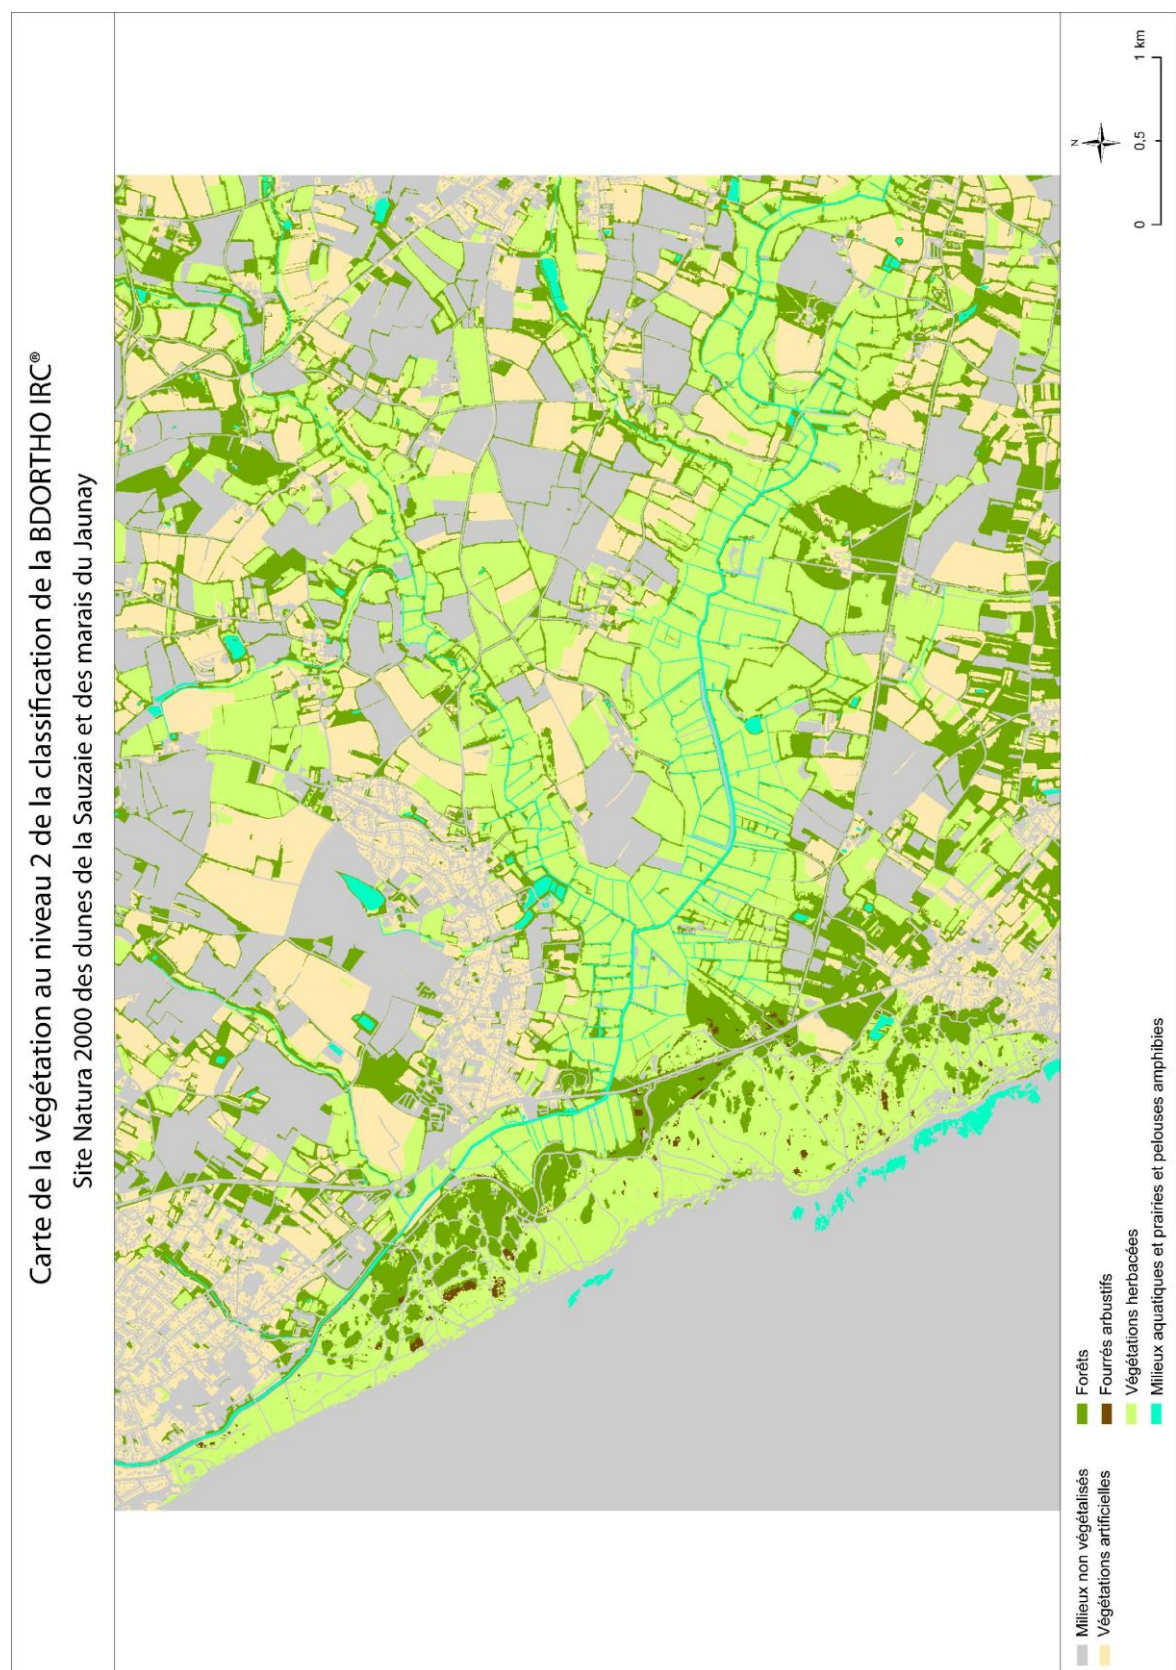 Carte de la végétation au niveau 2 de la classification de la BDORTHO IRC®
Site Natura 2000 des dunes de la Sauzaie et des marais du Jaunay
Milieux non végétalisés
Végétations artificielles
Forêts
Fourrés arbustifs
Végétations herbacées
Milieux aquatiques et prairies et pelouses amphibies
N
0 0,5 1 km